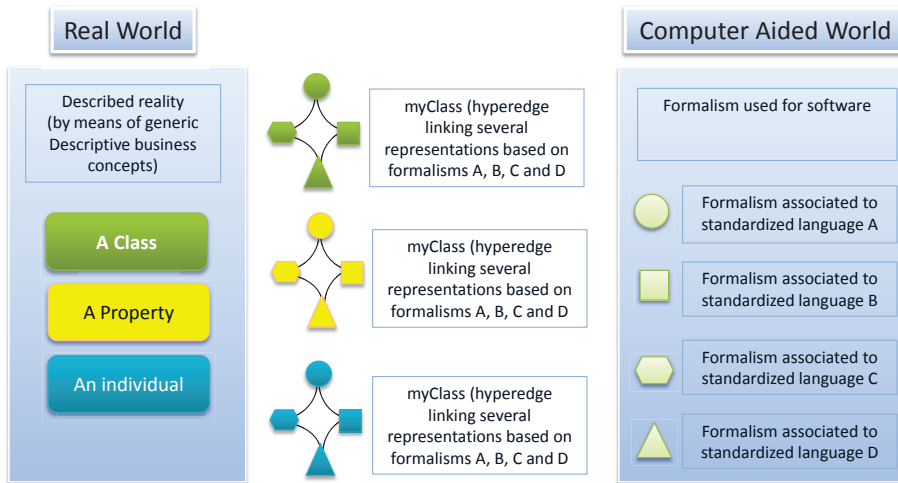 Real World
Described reality
(by means of generic
Descriptive business
concepts)
A Class
A Property
An individual
myClass (hyperedge
linking several
representations based on
formalisms A, B, C and D
myClass (hyperedge
linking several
representations based on
formalisms A, B, C and D
myClass (hyperedge
linking several
representations based on
formalisms A, B, C and D
Computer Aided World
Formalism used for software
Formalism associated to
standardized language A
Formalism associated to
standardized language B
Formalism associated to
standardized language C
Formalism associated to
standardized language D